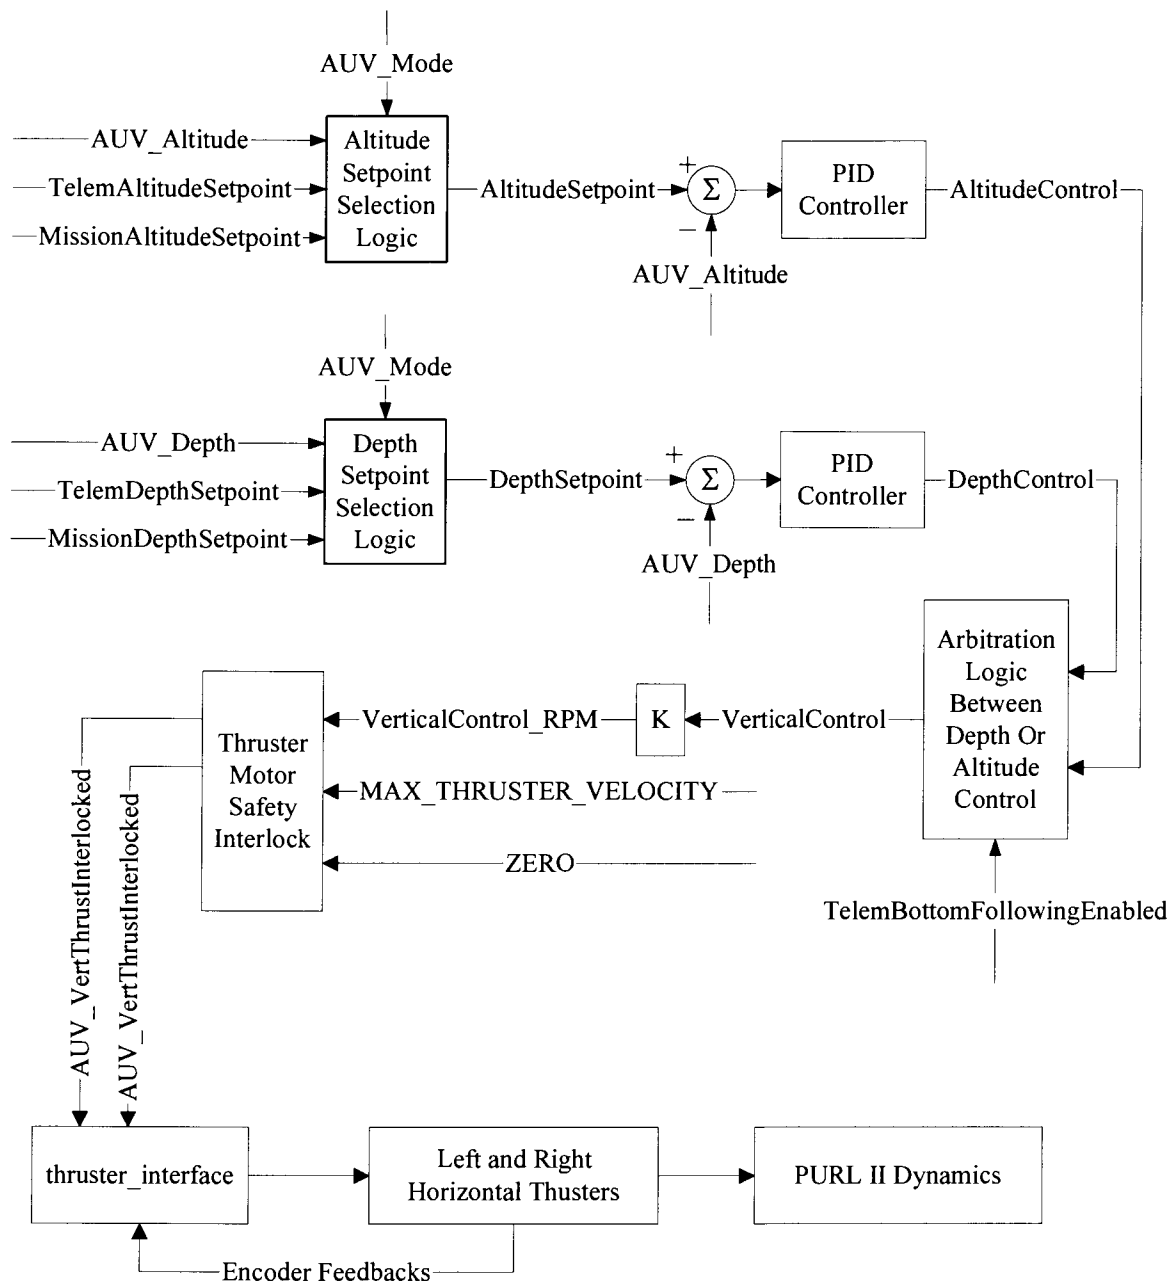 AUV_Mode
AUV_Altitude
TelemAltitudeSetpoint
MissionAltitudeSetpoint
Altitude
Setpoint
Selection
Logic
AltitudeSetpoint
+
Σ
−
AUV_Altitude
PID
Controller
AltitudeControl
AUV_Mode
AUV_Depth
TelemDepthSetpoint
MissionDepthSetpoint
Depth
Setpoint
Selection
Logic
DepthSetpoint
+
Σ
−
AUV_Depth
PID
Controller
DepthControl
Arbitration
Logic
Between
Depth Or
Altitude
Control
TelemBottomFollowingEnabled
VerticalControl
K
VerticalControl_RPM
MAX_THRUSTER_VELOCITY
ZERO
Thruster
Motor
Safety
Interlock
AUV_VertThrustInterlocked
AUV_VertThrustInterlocked
thruster_interface
Left and Right
Horizontal Thusters
PURL II Dynamics
Encoder Feedbacks